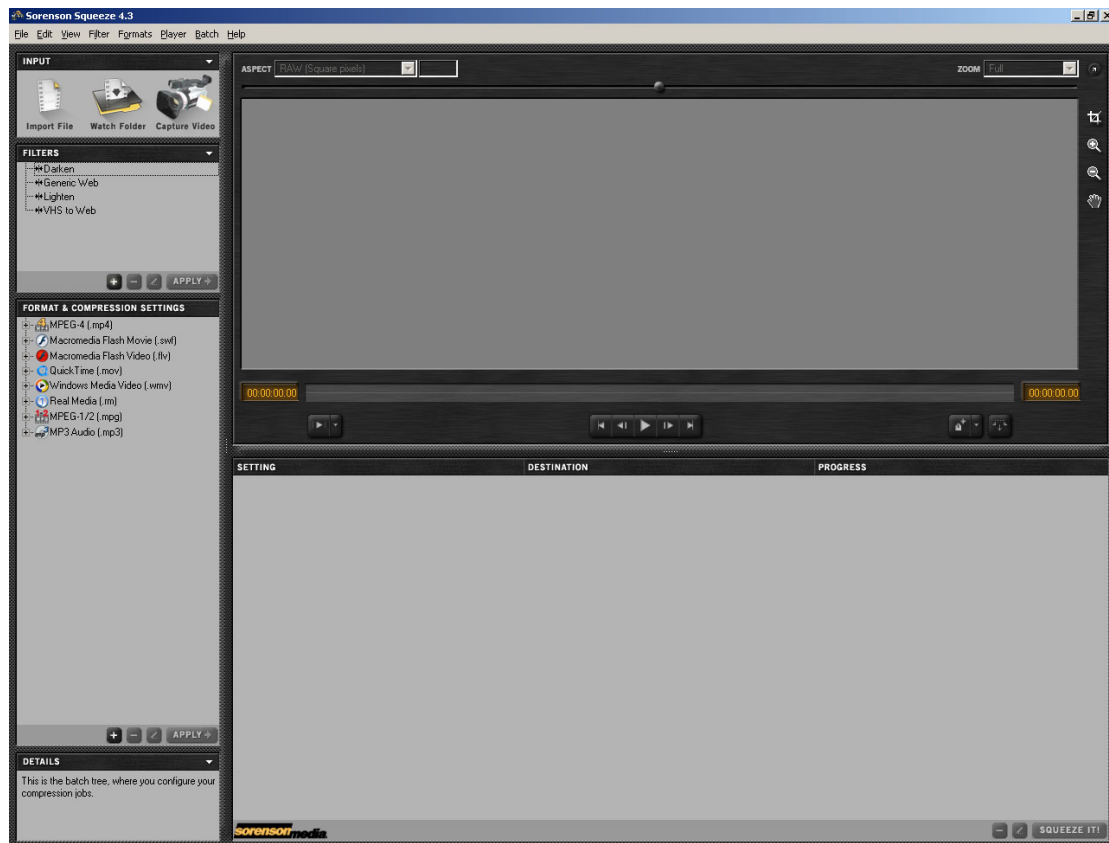 Sorenson Squeeze 4.3
File Edit View Filter Formats Player Batch Help
INPUT
Import File Watch Folder Capture Video
FILTERS
Darken
Generic Web
Lighten
VHS to Web
APPLY
FORMAT & COMPRESSION SETTINGS
MPEG-4 (.mp4)
Macromedia Flash Movie (.swf)
Macromedia Flash Video (.flv)
QuickTime (.mov)
Windows Media Video (.wmv)
Real Media (.rm)
MPEG-1/2 (.mpg)
MP3 Audio (.mp3)
APPLY
DETAILS
This is the batch tree, where you configure your
compression jobs.
ASPECT RAW (Square pixels)
ZOOM Full
00:00:00.00
00:00:00.00
SETTING DESTINATION PROGRESS
sorensonmedia
SQUEEZE IT!